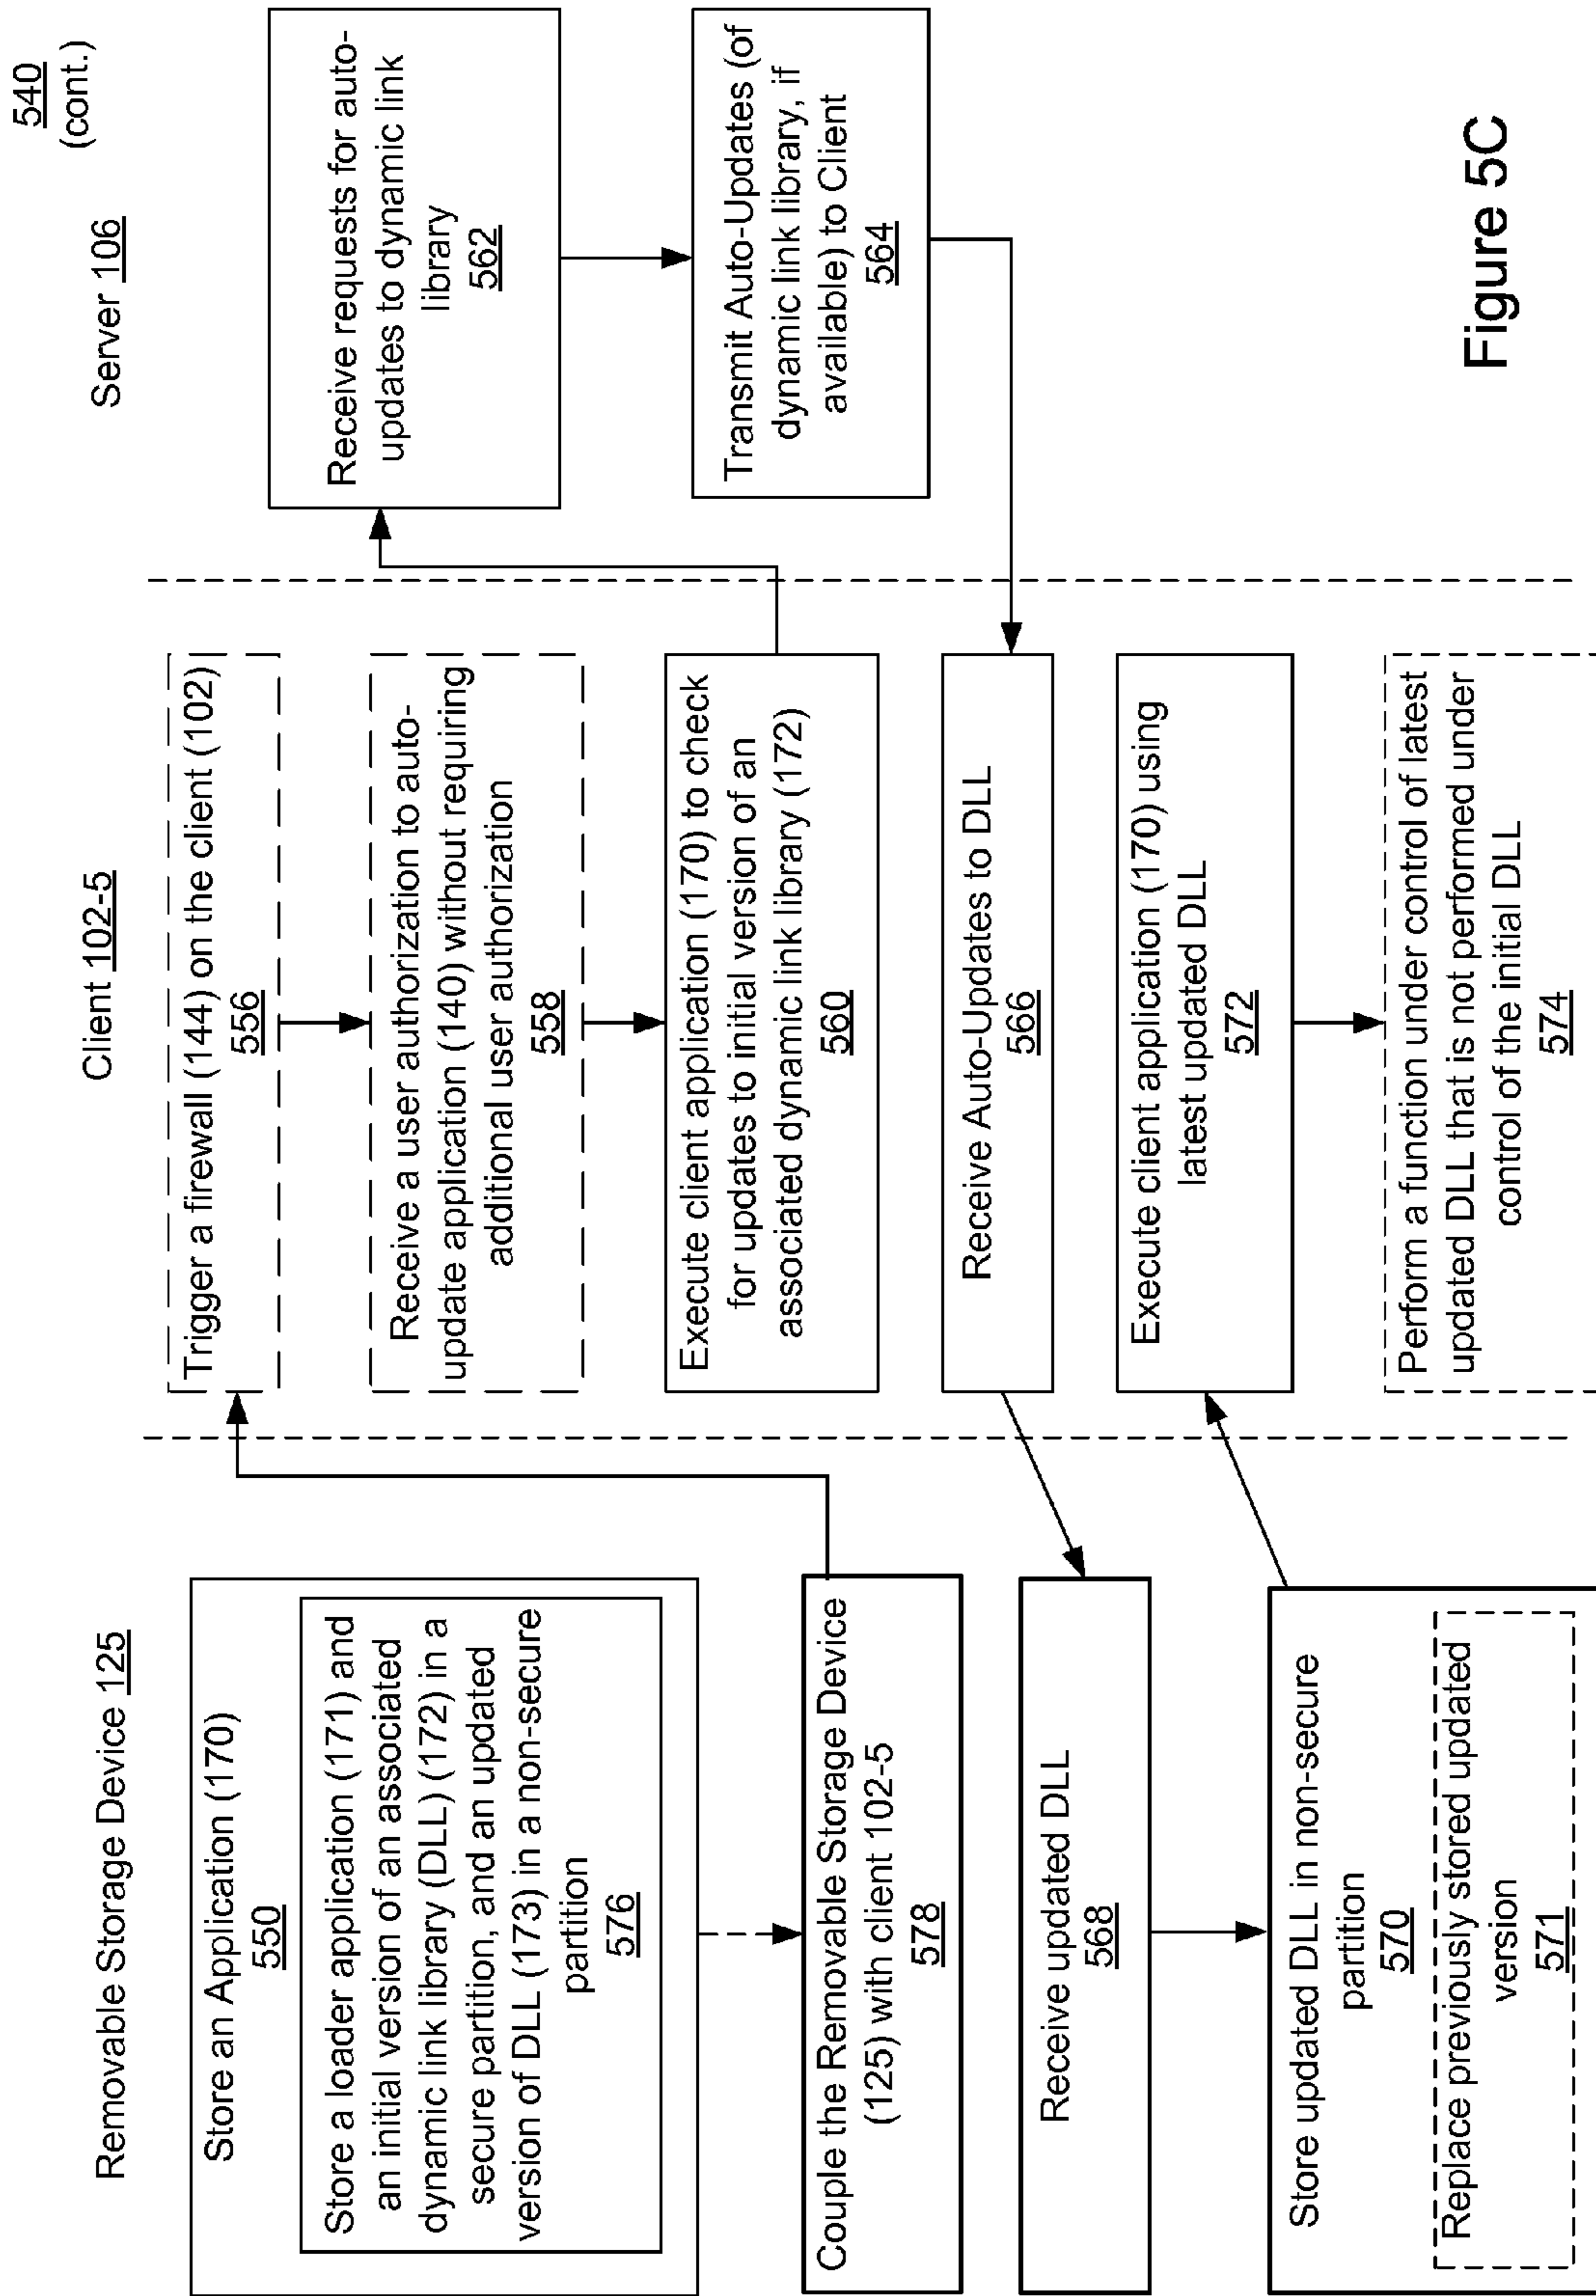 540
(cont.)
Removable Storage Device 125
Client 102-5
Server 106
Store an Application (170)
550
Store a loader application (171) and
an initial version of an associated
dynamic link library (DLL) (172) in a
secure partition, and an updated
version of DLL (173) in a non-secure
partition
576
Couple the Removable Storage Device
(125) with client 102-5
578
Receive updated DLL
568
Store updated DLL in non-secure
partition
570
Replace previously stored updated
version
571
Trigger a firewall (144) on the client (102)
556
Receive a user authorization to auto-
update application (140) without requiring
additional user authorization
558
Execute client application (170) to check
for updates to initial version of an
associated dynamic link library (172)
560
Receive Auto-Updates to DLL
566
Execute client application (170) using
latest updated DLL
572
Perform a function under control of latest
updated DLL that is not performed under
control of the initial DLL
574
Receive requests for auto-
updates to dynamic link
library
562
Transmit Auto-Updates (of
dynamic link library, if
available) to Client
564
Figure 5C